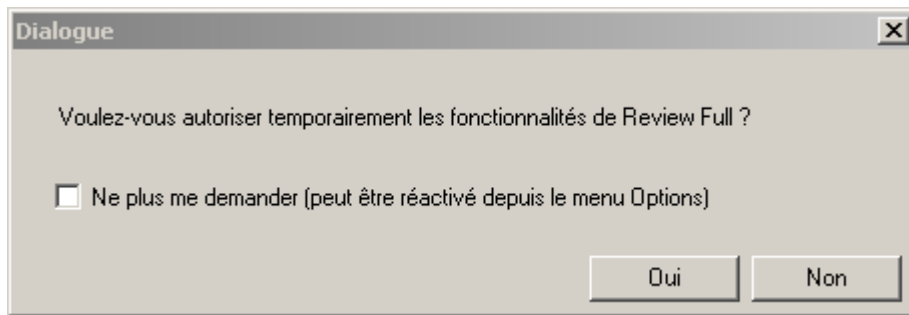 Dialogue
Voulez-vous autoriser temporairement les fonctionnalités de Review Full ?
Ne plus me demander (peut être réactivé depuis le menu Options)
Oui Non